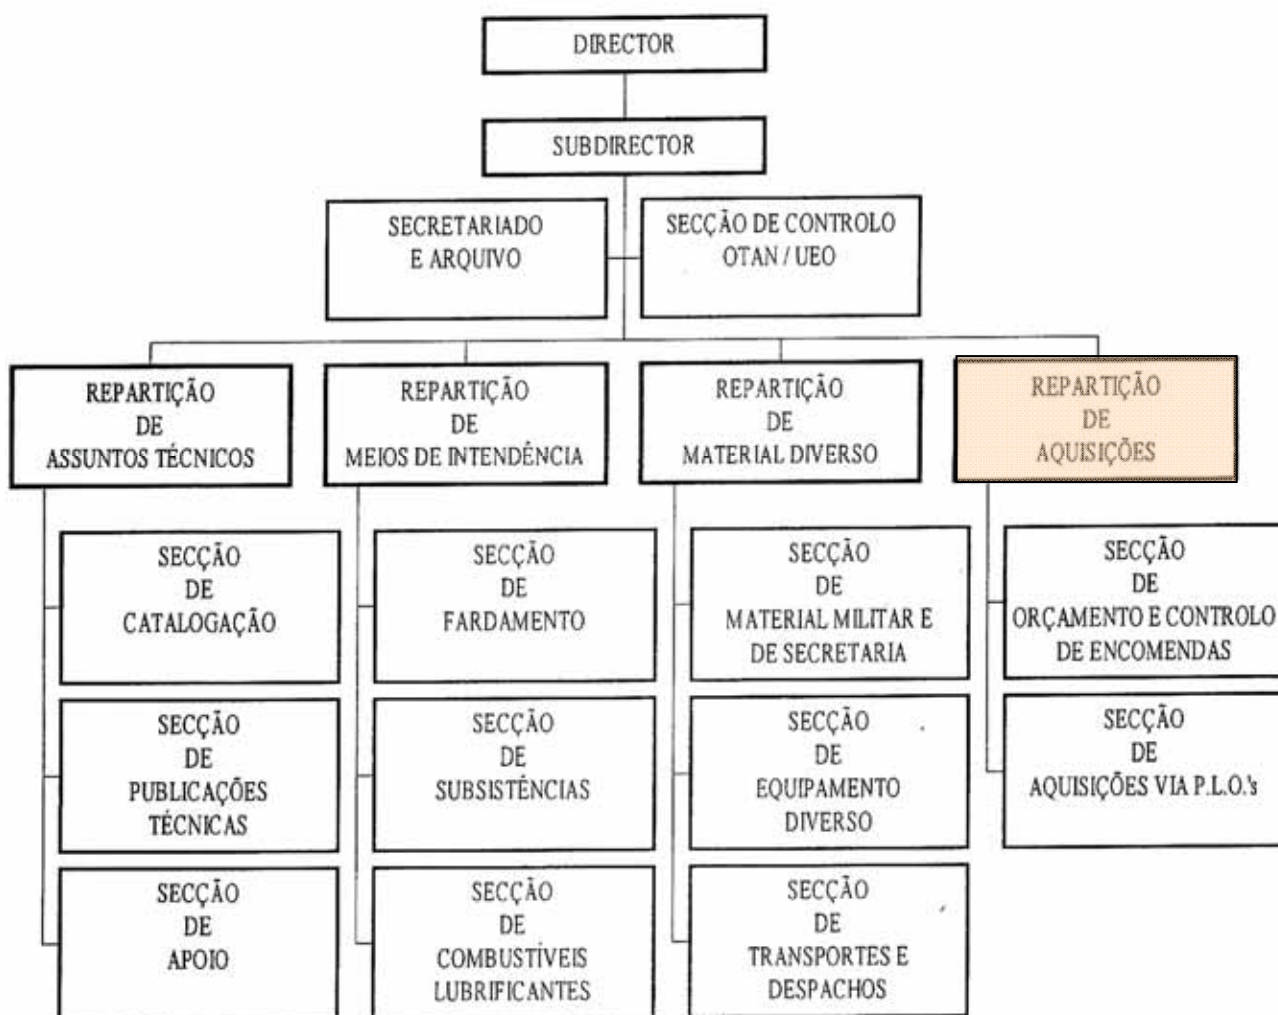 DIRECTOR
SUBDIRECTOR
SECRETARIADO
E ARQUIVO
SECÇÃO DE CONTROLO
OTAN / UEO
REPARTIÇÃO
DE
ASSUNTOS TÉCNICOS
REPARTIÇÃO
DE
MEIOS DE INTENDÊNCIA
REPARTIÇÃO
DE
MATERIAL DIVERSO
REPARTIÇÃO
DE
AQUISIÇÕES
SECÇÃO
DE
CATALOGAÇÃO
SECÇÃO
DE
FARDAMENTO
SECÇÃO
DE
MATERIAL MILITAR E
DE SECRETARIA
SECÇÃO
DE
ORÇAMENTO E CONTROLO
DE ENCOMENDAS
SECÇÃO
DE
PUBLICAÇÕES
TÉCNICAS
SECÇÃO
DE
SUBSISTÉNCIAS
SECÇÃO
DE
EQUIPAMENTO
DIVERSO
SECÇÃO
DE
AQUISIÇÕES VIA P.L.O.'s
SECÇÃO
DE
APOIO
SECÇÃO
DE
COMBUSTÍVEIS
LUBRIFICANTES
SECÇÃO
DE
TRANSPORTES E
DESPACHOS